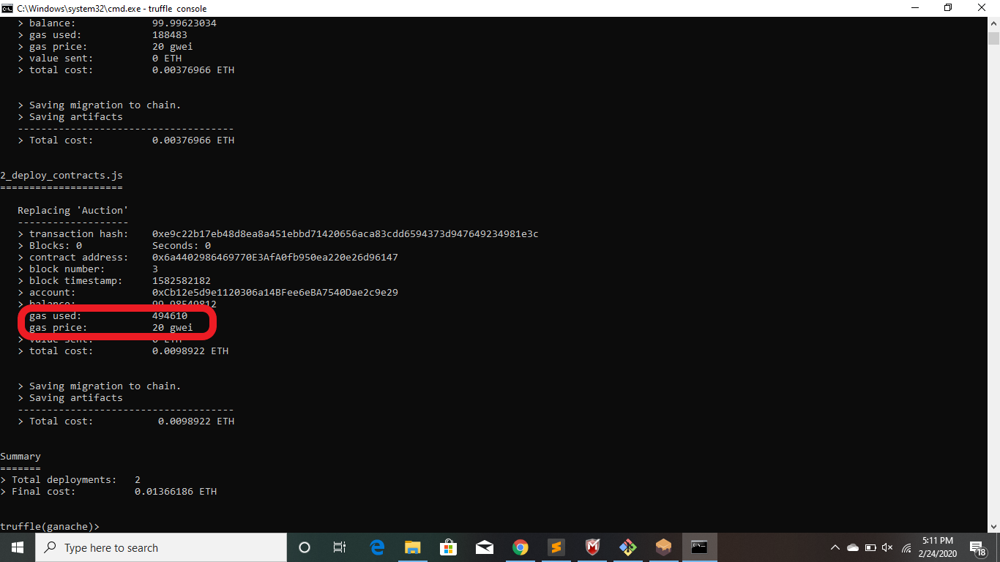 C:\Windows\system32\cmd.exe - truffle console
> balance: 99.99623034
> gas used: 188483
> gas price: 20 gwei
> value sent: 0 ETH
> total cost: 0.00376966 ETH
> Saving migration to chain.
> Saving artifacts
-------------------------------------
> Total cost: 0.00376966 ETH
2_deploy_contracts.js
=====================
Replacing 'Auction'
-------------------
> transaction hash: 0xe9c22b17eb48d8ea8a451ebbd71420656aca83cdd6594373d947649234981e3c
> Blocks: 0 Seconds: 0
> contract address: 0x6a4402986469770E3AfA0fb950ea220e26d96147
> block number: 3
> block timestamp: 1582582182
> account: 0xCb12e5d9e1120306a14BFee6eBA7540Dae2c9e29
> balance: 99.98549812
gas used: 494610
gas price: 20 gwei
> value sent: 0 ETH
> total cost: 0.0098922 ETH
> Saving migration to chain.
> Saving artifacts
-------------------------------------
> Total cost: 0.0098922 ETH
Summary
=======
> Total deployments: 2
> Final cost: 0.01366186 ETH
truffle(ganache)>
Type here to search
5:11 PM
2/24/2020
18